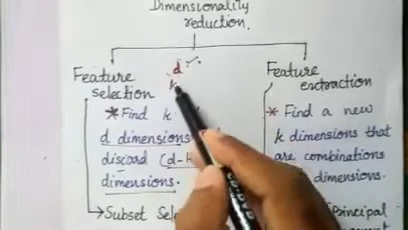 Dimensionality
reduction.
Feature
selection
d
k
* Find k
d dimensions
discard (d-k
dimensions.
→ Subset Sel
Feature
extraction
* Find a new
k dimensions that
are combinations
dimensions.
Principal